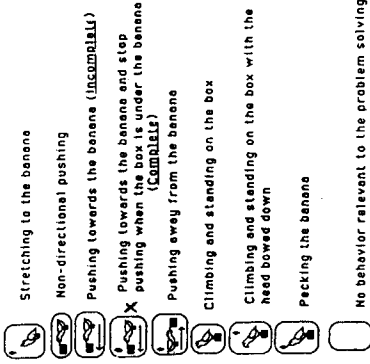 Stretching to the banana
Non-directional pushing
Pushing towards the banana (incomplete)
Pushing towards the banana and stop
pushing when the box is under the banana
(Complete)
X
Pushing away from the banana
Climbing and standing on the box
Climbing and standing on the box with the
head bowed down
Pecking the banana
No behavior relevant to the problem solving